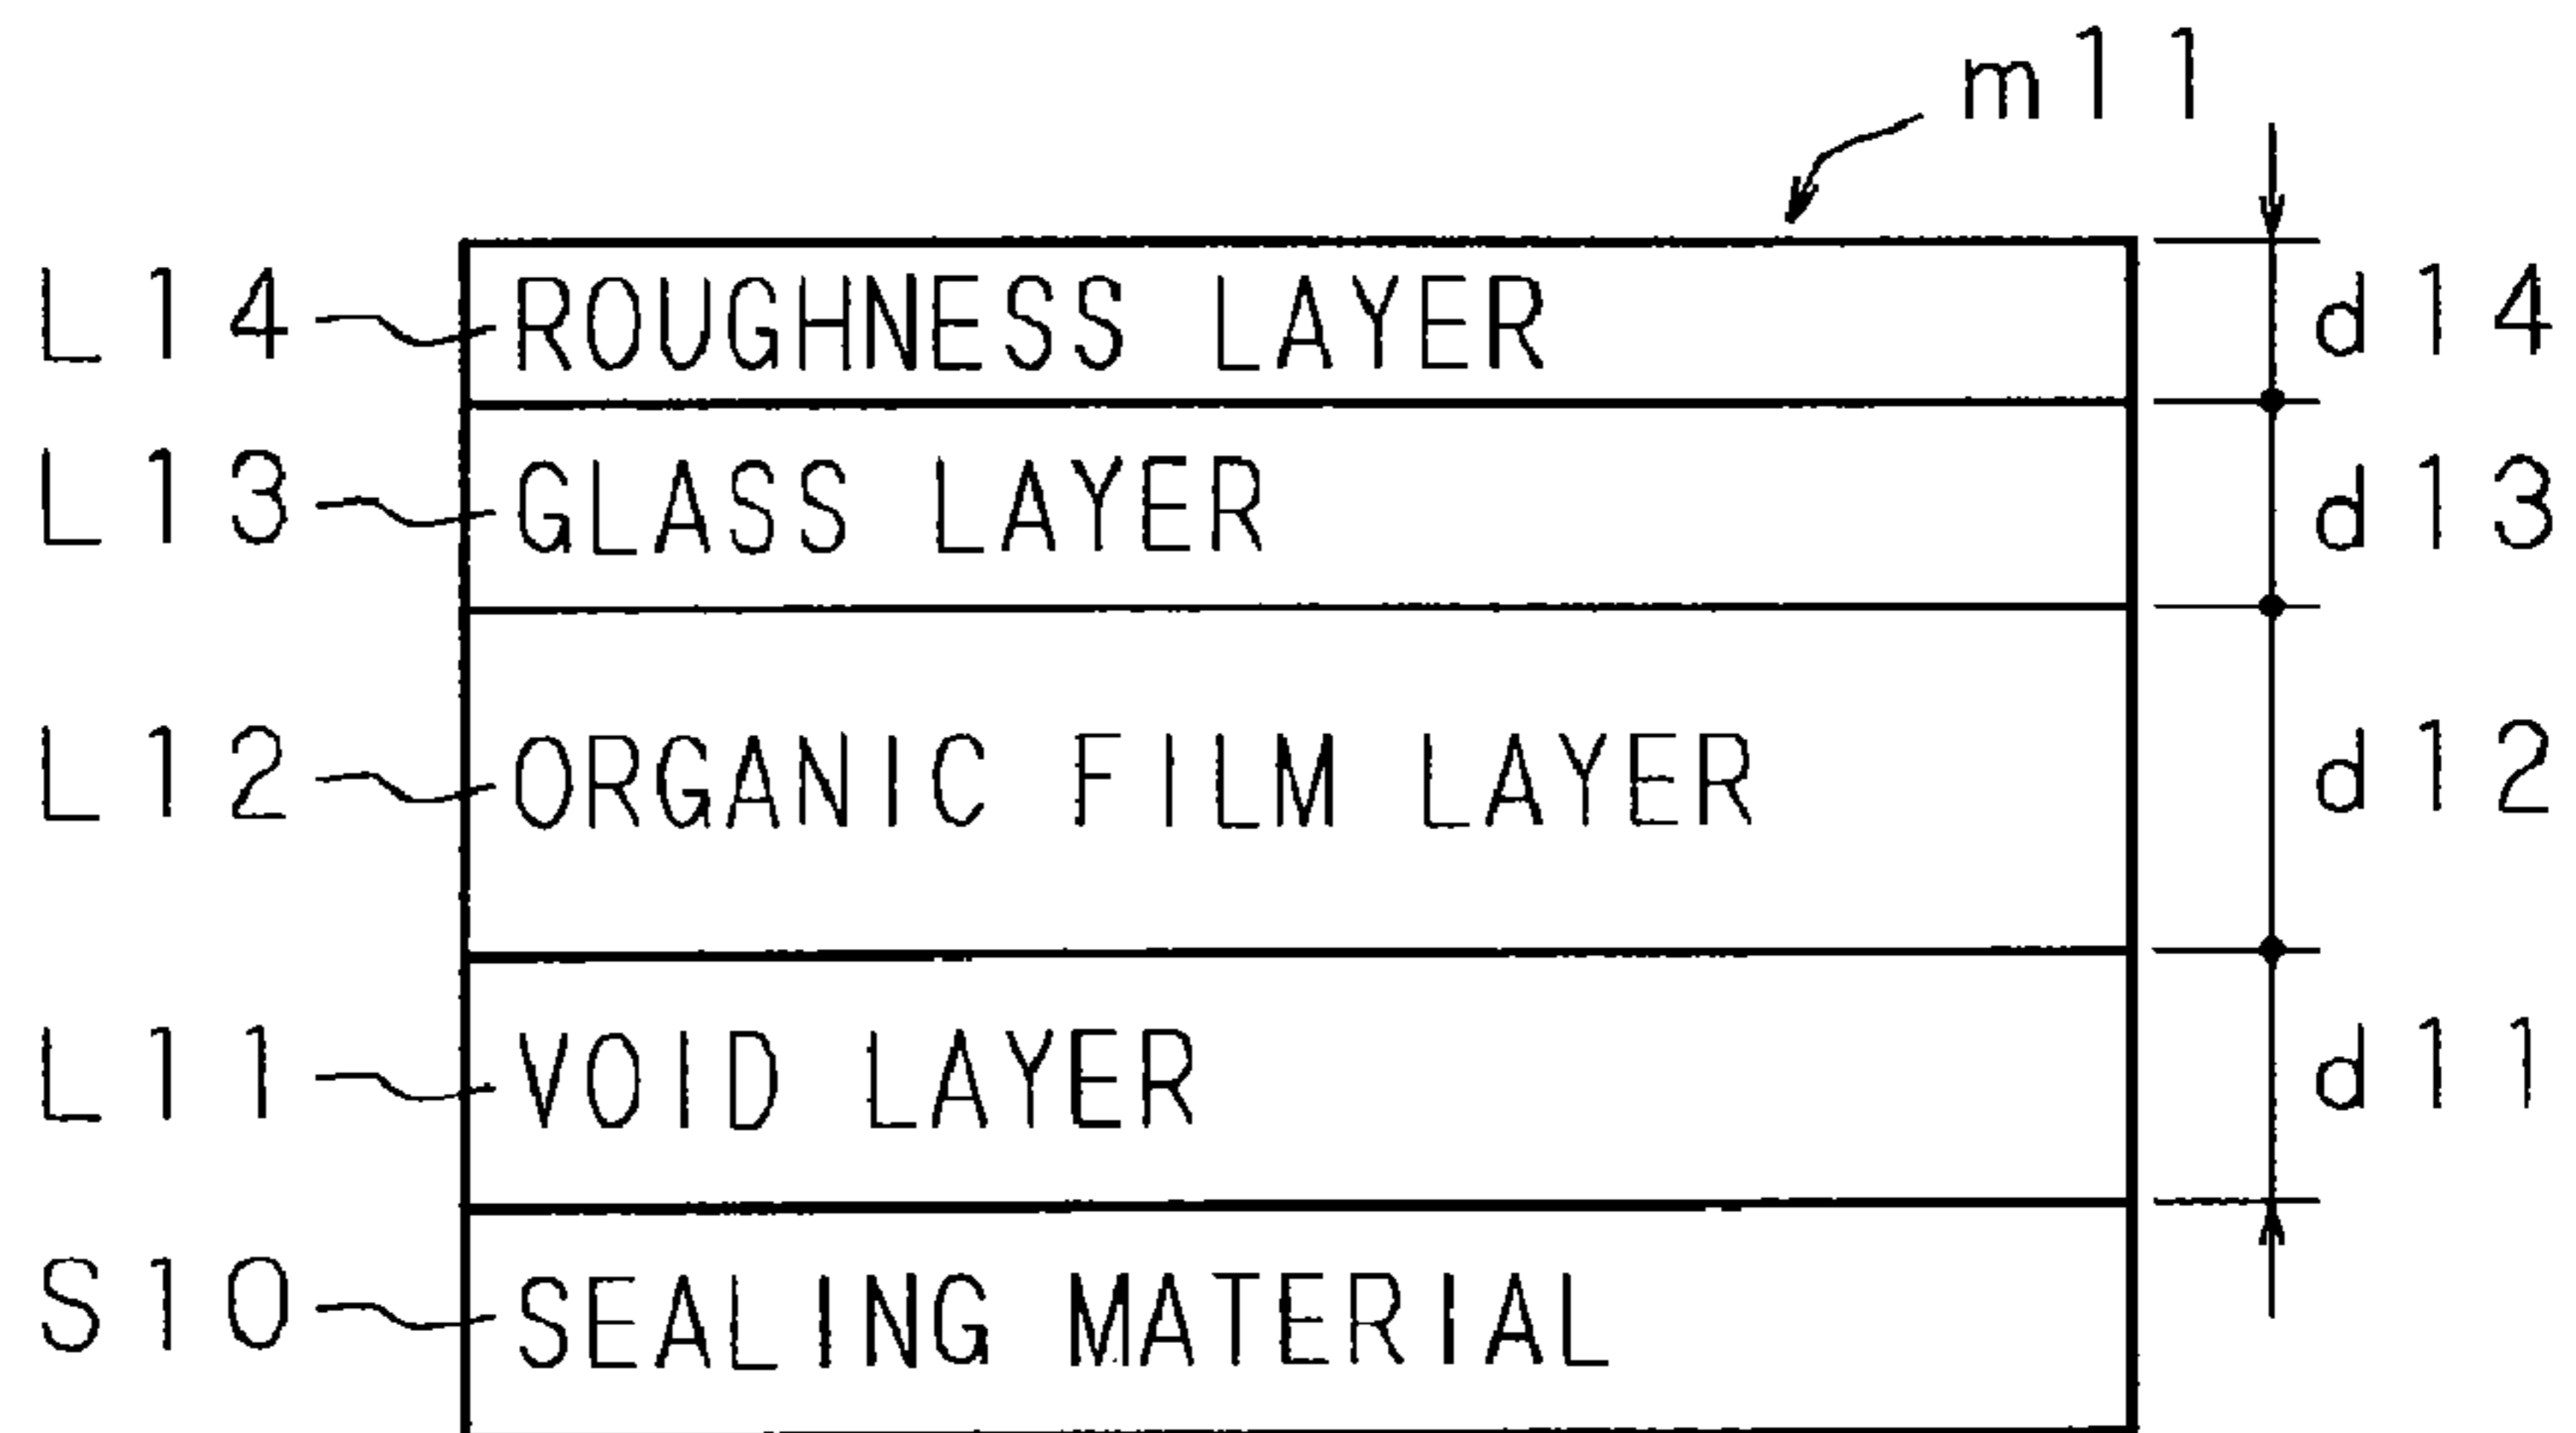 m11
L14 ROUGHNESS LAYER d14
L13 GLASS LAYER d13
L12 ORGANIC FILM LAYER d12
L11 VOID LAYER d11
S10 SEALING MATERIAL